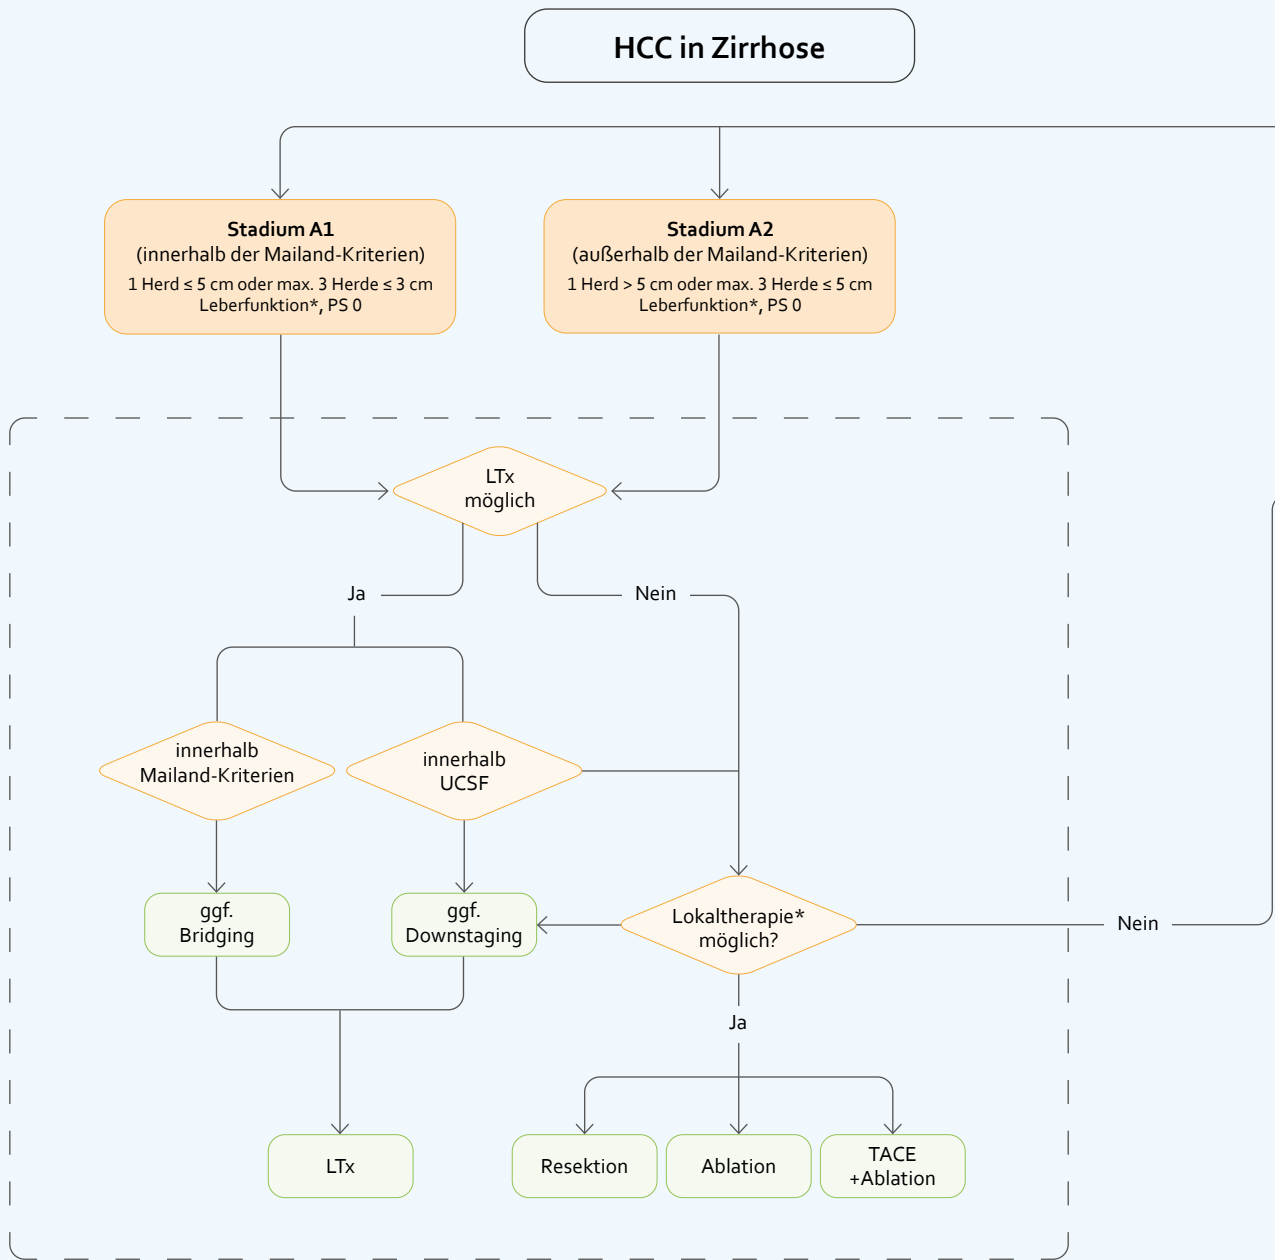 HCC in Zirrhose
Stadium A1
(innerhalb der Mailand-Kriterien)
1 Herd ≤ 5 cm oder max. 3 Herde ≤ 3 cm
Leberfunktion*, PS 0
Stadium A2
(außerhalb der Mailand-Kriterien)
1 Herd > 5 cm oder max. 3 Herde ≤ 5 cm
Leberfunktion*, PS 0
LTx
möglich
Ja
Nein
innerhalb
Mailand-Kriterien
innerhalb
UCSF
ggf.
Bridging
ggf.
Downstaging
Lokaltherapie*
möglich?
Nein
Ja
LTx
Resektion
Ablation
TACE
+Ablation